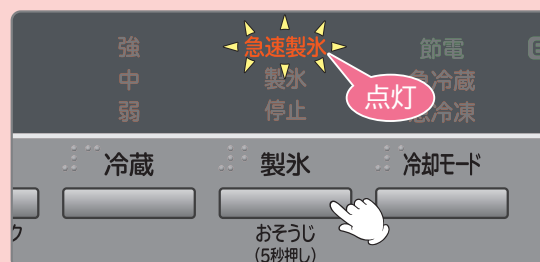 強
急速製氷
節電
中
製氷
急冷蔵
弱
停止
急冷凍
点灯
冷蔵
製氷
冷却モード
ク
おそうじ
(5秒押し)